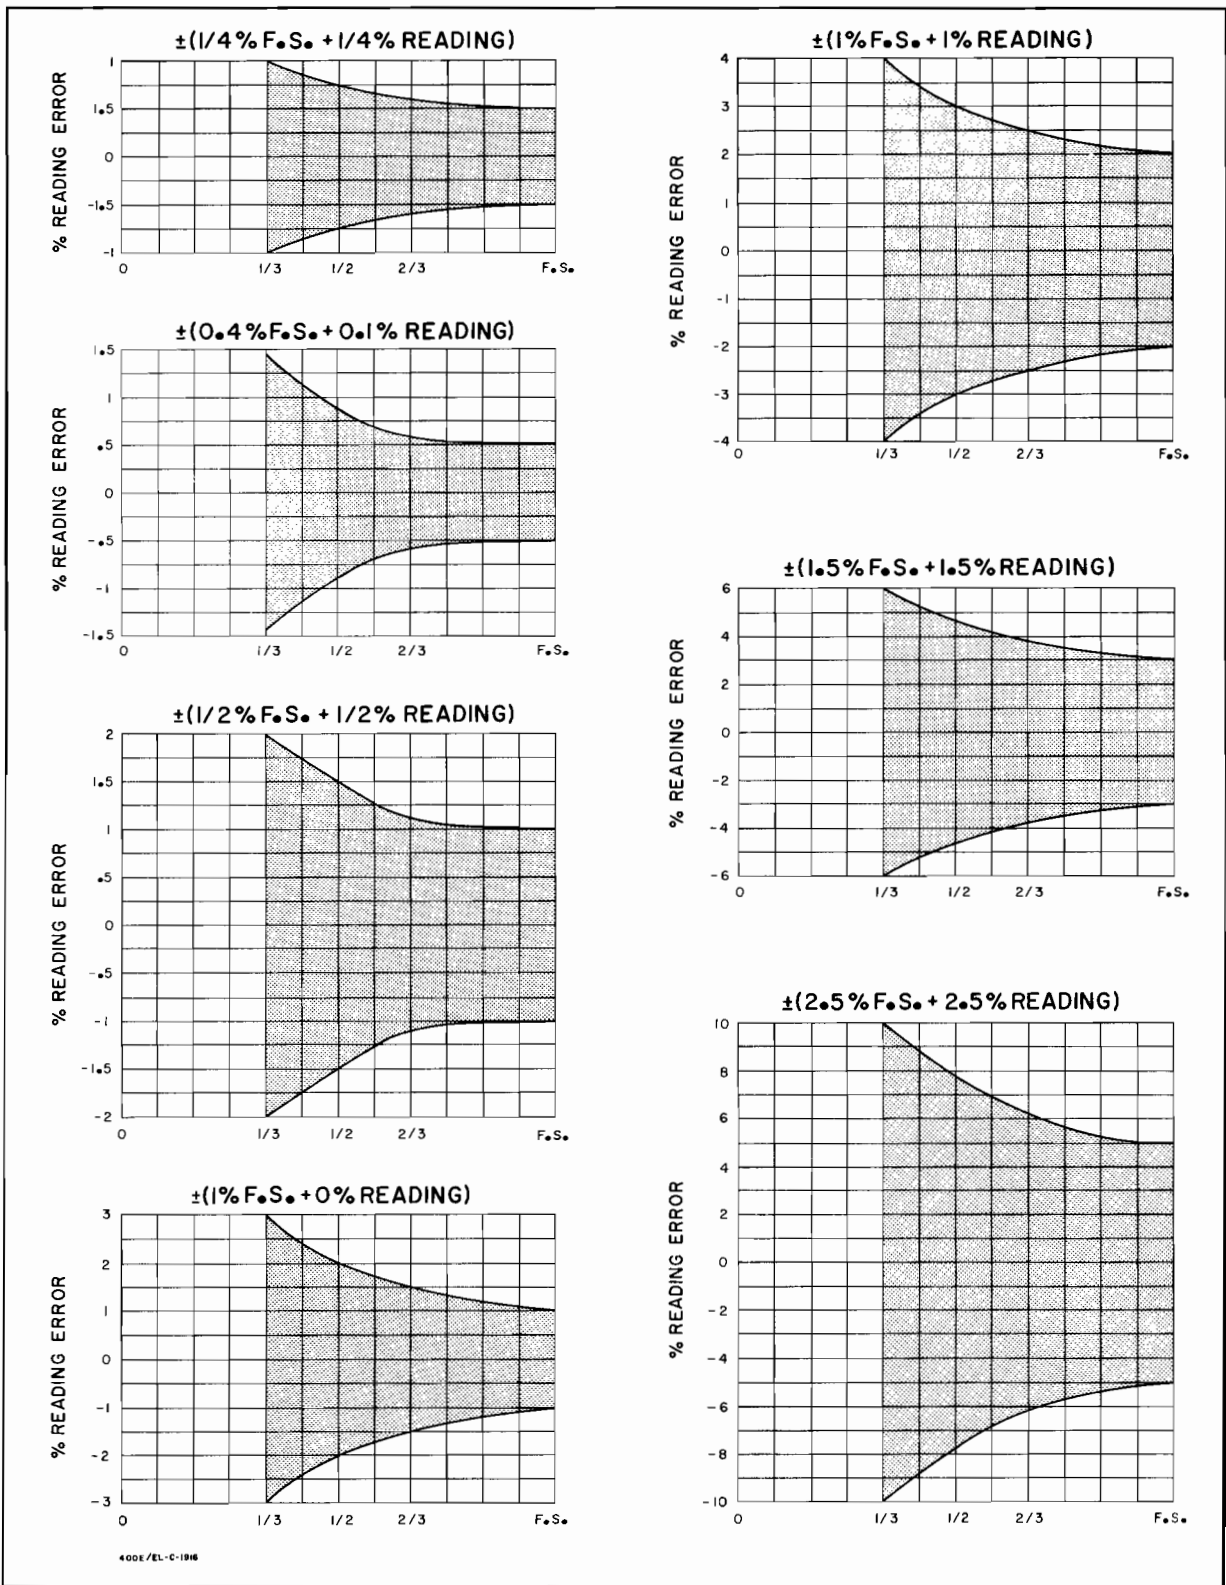 ±(1/4% F.S. + 1/4% READING)
% READING ERROR
1
1.5
0
-1.5
-1
0 1/3 1/2 2/3 F.S.
±(0.4% F.S. + 0.1% READING)
% READING ERROR
1.5
1
.5
0
-.5
-1
-1.5
0 1/3 1/2 2/3 F.S.
±(1/2% F.S. + 1/2% READING)
% READING ERROR
2
1.5
1
.5
0
-.5
-1
-1.5
-2
0 1/3 1/2 2/3 F.S.
±(1% F.S. + 0% READING)
% READING ERROR
3
2
1
0
-1
-2
-3
0 1/3 1/2 2/3 F.S.
400E/EL-C-1916
±(1% F.S. + 1% READING)
% READING ERROR
4
3
2
1
0
-1
-2
-3
-4
0 1/3 1/2 2/3 F.S.
±(1.5% F.S. + 1.5% READING)
% READING ERROR
6
4
2
0
-2
-4
-6
0 1/3 1/2 2/3 F.S.
±(2.5% F.S. + 2.5% READING)
% READING ERROR
10
8
6
4
2
0
-2
-4
-6
-8
-10
0 1/3 1/2 2/3 F.S.